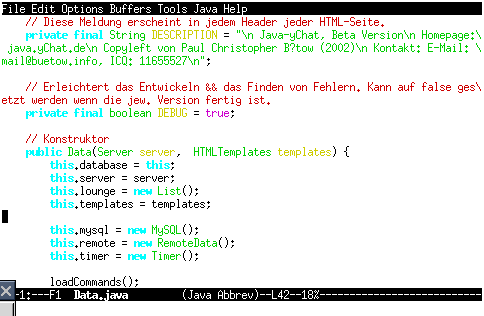 File Edit Options Buffers Tools Java Help
// Diese Meldung erscheint in jedem Header jeder HTML-Seite.
private final String DESCRIPTION = "\n Java-yChat, Beta Version\n Homepage:\
java.yChat.de\n Copyleft von Paul Christopher B?tow (2002)\n Kontakt: E-Mail: \
mail@buetow.info, ICQ: 11655527\n";
// Erleichtert das Entwickeln && das Finden von Fehlern. Kann auf false ges\
etzt werden wenn die jew. Version fertig ist.
private final boolean DEBUG = true;
// Konstruktor
public Data(Server server, HTMLTemplates templates) {
this.database = this;
this.server = server;
this.lounge = new List();
this.templates = templates;
this.mysql = new MySQL();
this.remote = new RemoteData();
this.timer = new Timer();
loadCommands();
-1:---F1 Data.java (Java Abbrev)--L42--18%---------------------------